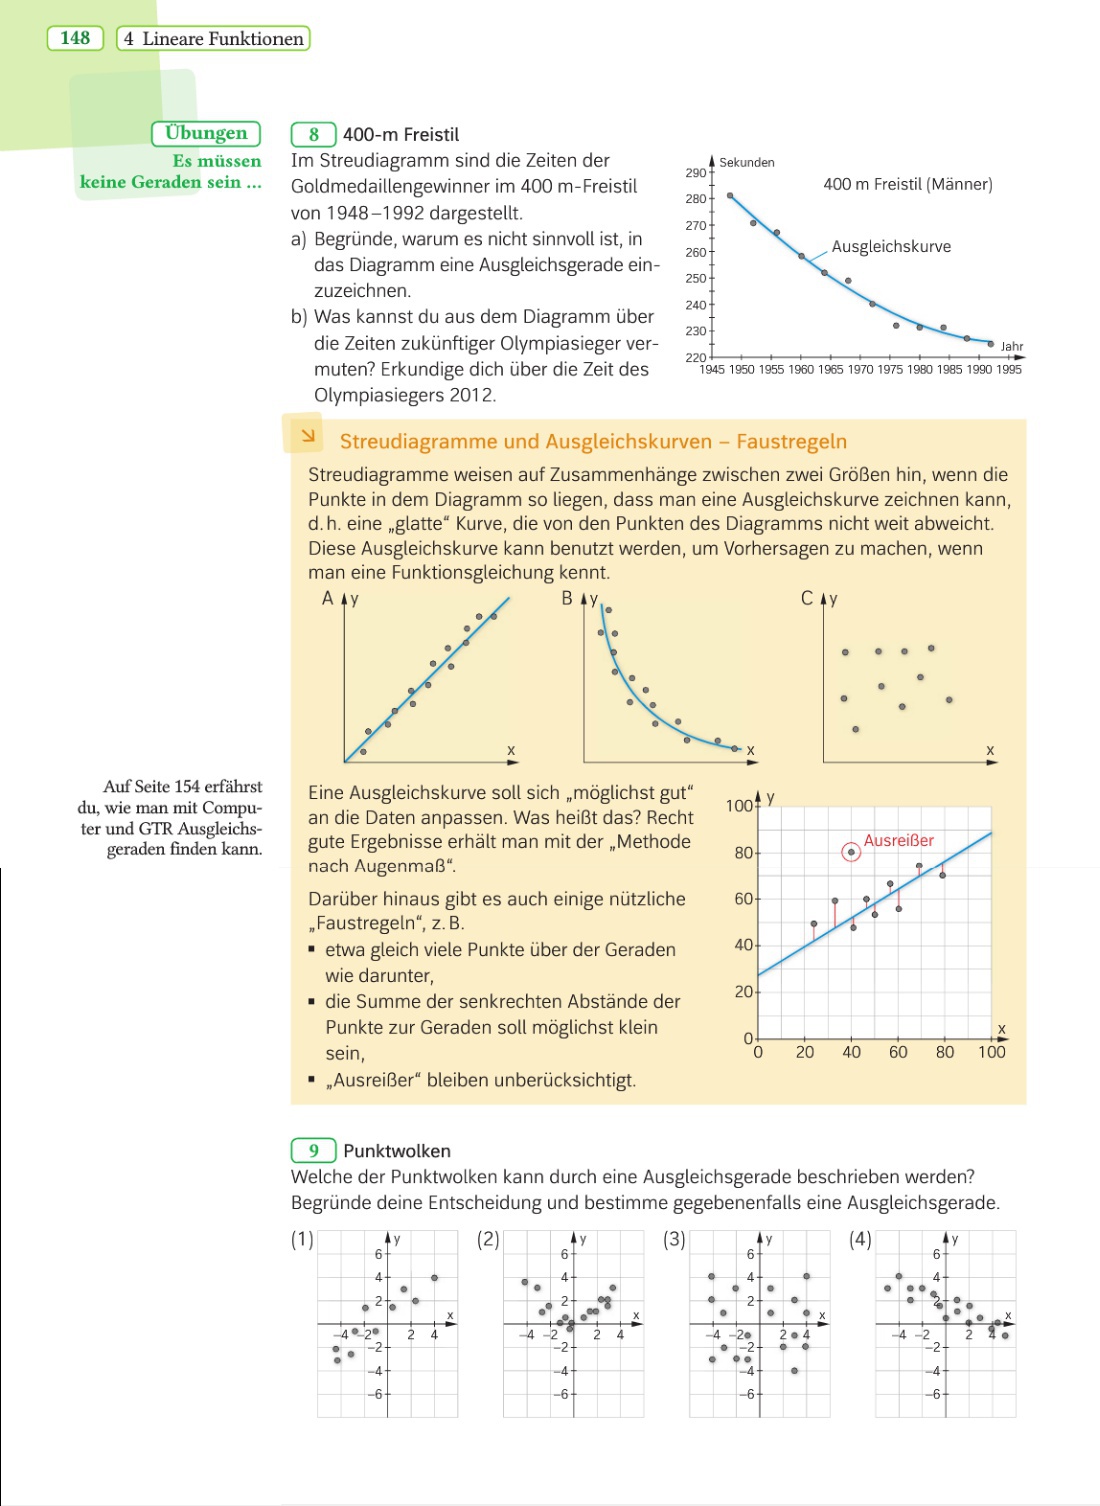 148
4 Lineare Funktionen
Übungen
Es müssen
keine Geraden sein ...
8 400-m Freistil
Im Streudiagramm sind die Zeiten der
Goldmedaillengewinner im 400 m-Freistil
von 1948–1992 dargestellt.
a) Begründe, warum es nicht sinnvoll ist, in
das Diagramm eine Ausgleichsgerade ein-
zuzeichnen.
b) Was kannst du aus dem Diagramm über
die Zeiten zukünftiger Olympiasieger ver-
muten? Erkundige dich über die Zeit des
Olympiasiegers 2012.
Sekunden
400 m Freistil (Männer)
Ausgleichskurve
290
280
270
260
250
240
230
220
Jahr
1945 1950 1955 1960 1965 1970 1975 1980 1985 1990 1995
Streudiagramme und Ausgleichskurven – Faustregeln
Streudiagramme weisen auf Zusammenhänge zwischen zwei Größen hin, wenn die
Punkte in dem Diagramm so liegen, dass man eine Ausgleichskurve zeichnen kann,
d. h. eine „glatte“ Kurve, die von den Punkten des Diagramms nicht weit abweicht.
Diese Ausgleichskurve kann benutzt werden, um Vorhersagen zu machen, wenn
man eine Funktionsgleichung kennt.
A y
x
B y
x
C y
x
Auf Seite 154 erfährst
du, wie man mit Compu-
ter und GTR Ausgleichs-
geraden finden kann.
Eine Ausgleichskurve soll sich „möglichst gut“
an die Daten anpassen. Was heißt das? Recht
gute Ergebnisse erhält man mit der „Methode
nach Augenmaß“.
Darüber hinaus gibt es auch einige nützliche
„Faustregeln“, z. B.
▪ etwa gleich viele Punkte über der Geraden
wie darunter,
▪ die Summe der senkrechten Abstände der
Punkte zur Geraden soll möglichst klein
sein,
▪ „Ausreißer“ bleiben unberücksichtigt.
y
100
Ausreißer
80
60
40
20
0
x
0 20 40 60 80 100
9 Punktwolken
Welche der Punktwolken kann durch eine Ausgleichsgerade beschrieben werden?
Begründe deine Entscheidung und bestimme gegebenenfalls eine Ausgleichsgerade.
(1)
y
6
4
2
x
-4 -2 2 4
-2
-4
-6
(2)
y
6
4
2
x
-4 -2 2 4
-2
-4
-6
(3)
y
6
4
2
x
-4 -2 2 4
-2
-4
-6
(4)
y
6
4
2
x
-4 -2 2 4
-2
-4
-6